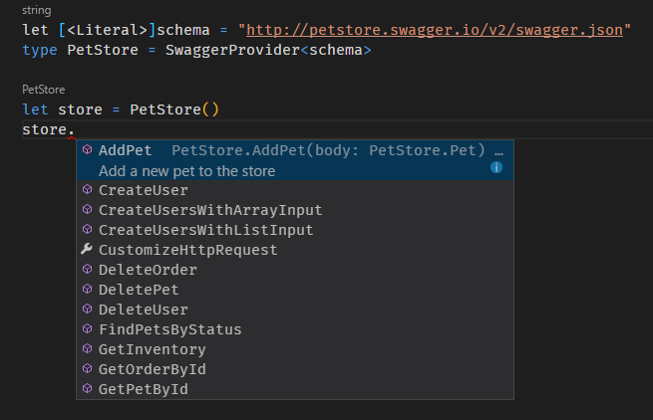 string
let [<Literal>]schema = "http://petstore.swagger.io/v2/swagger.json"
type PetStore = SwaggerProvider<schema>
PetStore
let store = PetStore()
store.
AddPet PetStore.AddPet(body: PetStore.Pet) …
Add a new pet to the store
CreateUser
CreateUsersWithArrayInput
CreateUsersWithListInput
CustomizeHttpRequest
DeleteOrder
DeletePet
DeleteUser
FindPetsByStatus
GetInventory
GetOrderById
GetPetById